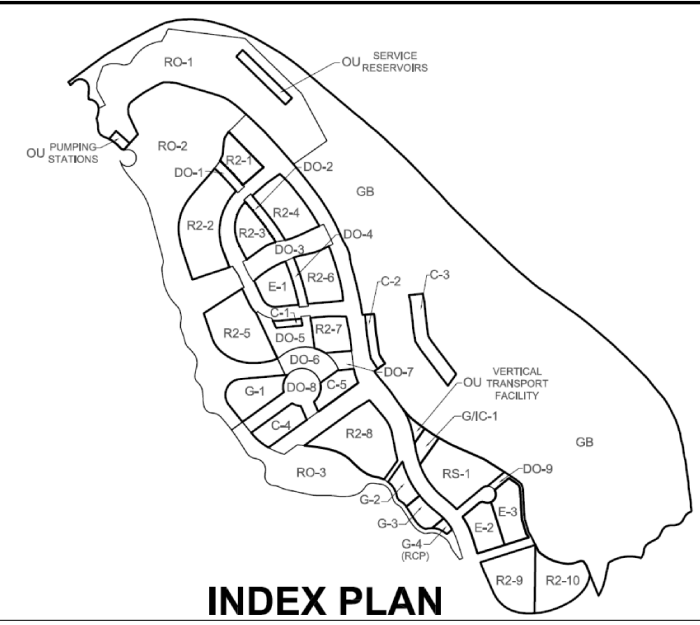 RO-1
OU SERVICE
RESERVOIRS
OU PUMPING
STATIONS
RO-2
R2-1
DO-1
DO-2
GB
R2-4
R2-2
R2-3
DO-4
DO-3
R2-6
E-1
C-2
C-3
C-1
R2-5
DO-5
R2-7
DO-6
DO-7
OU VERTICAL
TRANSPORT
FACILITY
G-1
DO-8
C-5
G/IC-1
C-4
R2-8
GB
RO-3
RS-1
DO-9
G-2
E-3
G-3
E-2
G-4
(RCP)
R2-9
R2-10
INDEX PLAN